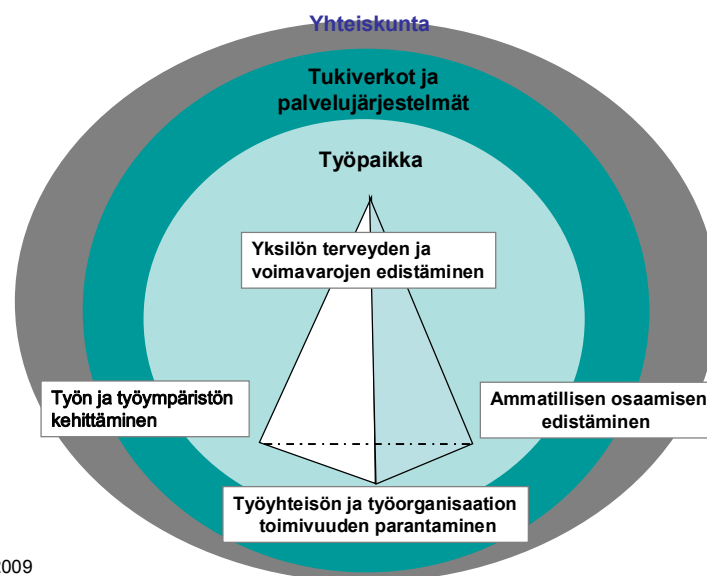 Yhteiskunta
Tukiverkot ja
palvelujärjestelmät
Työpaikka
Yksilön terveyden ja
voimavarojen edistäminen
Työn ja työympäristön
kehittäminen
Ammatillisen osaamisen
edistäminen
Työyhteisön ja työorganisaation
toimivuuden parantaminen
2009